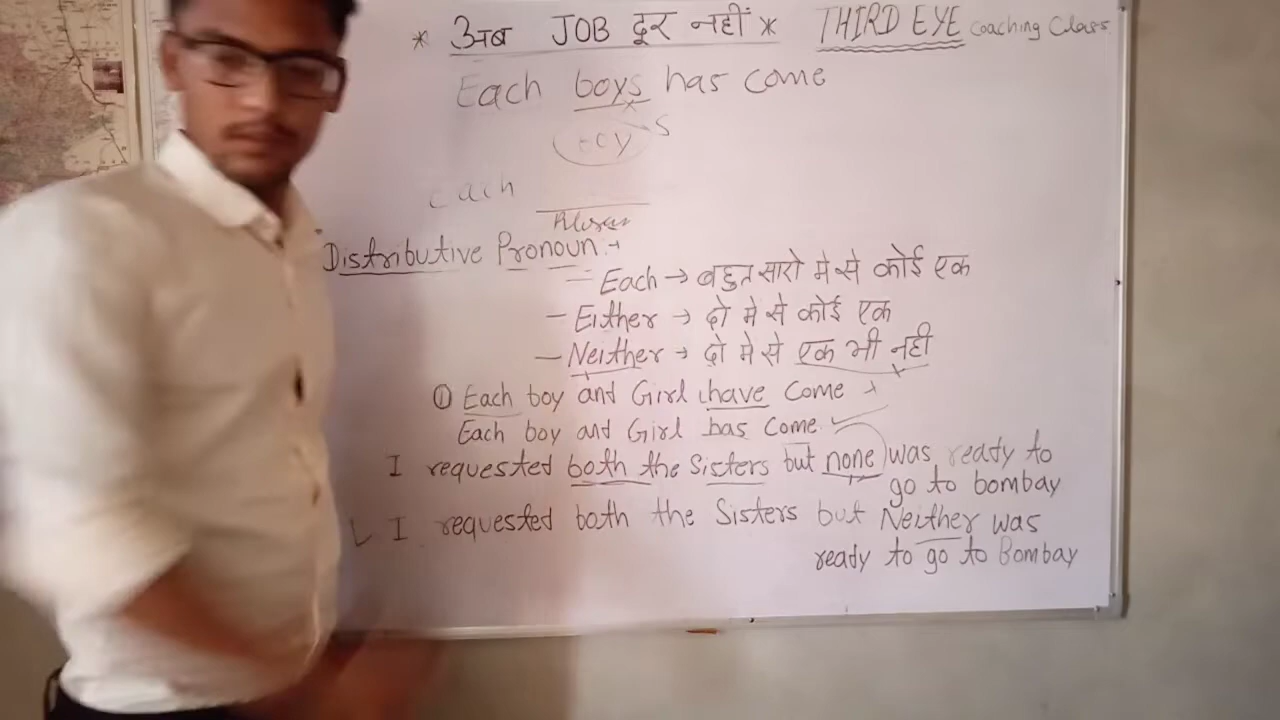 * अब JOB दूर नहीं * THIRD EYE Coaching Class
Each boys has come
s
Each
Distributive Pronoun :-
= Each → बहुत सारो मे से कोई एक
- Either → दो मे से कोई एक
- Neither → दो मे से एक भी नही
① Each boy and Girl have Come ×
Each boy and Girl has Come ✓
I requested both the Sisters but none was ready to
go to bombay
✓ I requested both the Sisters but Neither was
ready to go to Bombay